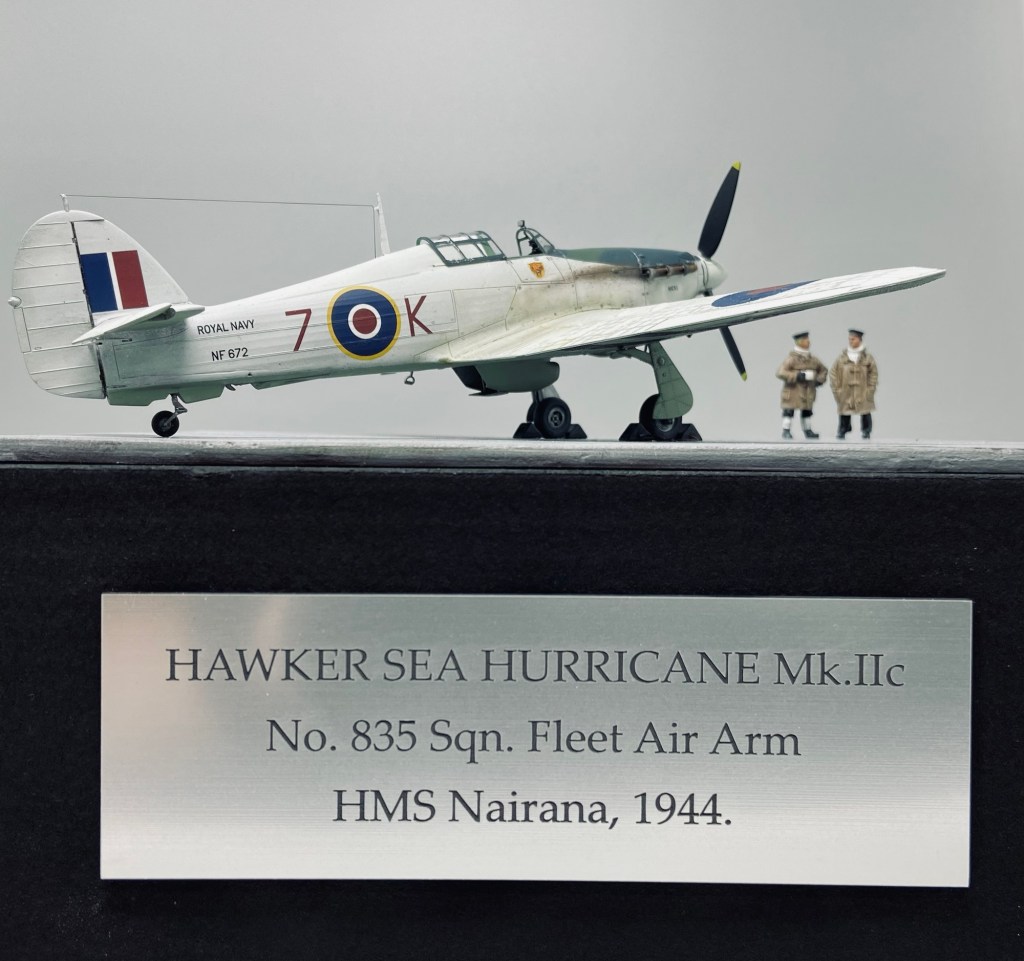 ROYAL NAVY
NF 672
7 K
HAWKER SEA HURRICANE Mk.IIc
No. 835 Sqn. Fleet Air Arm
HMS Nairana, 1944.